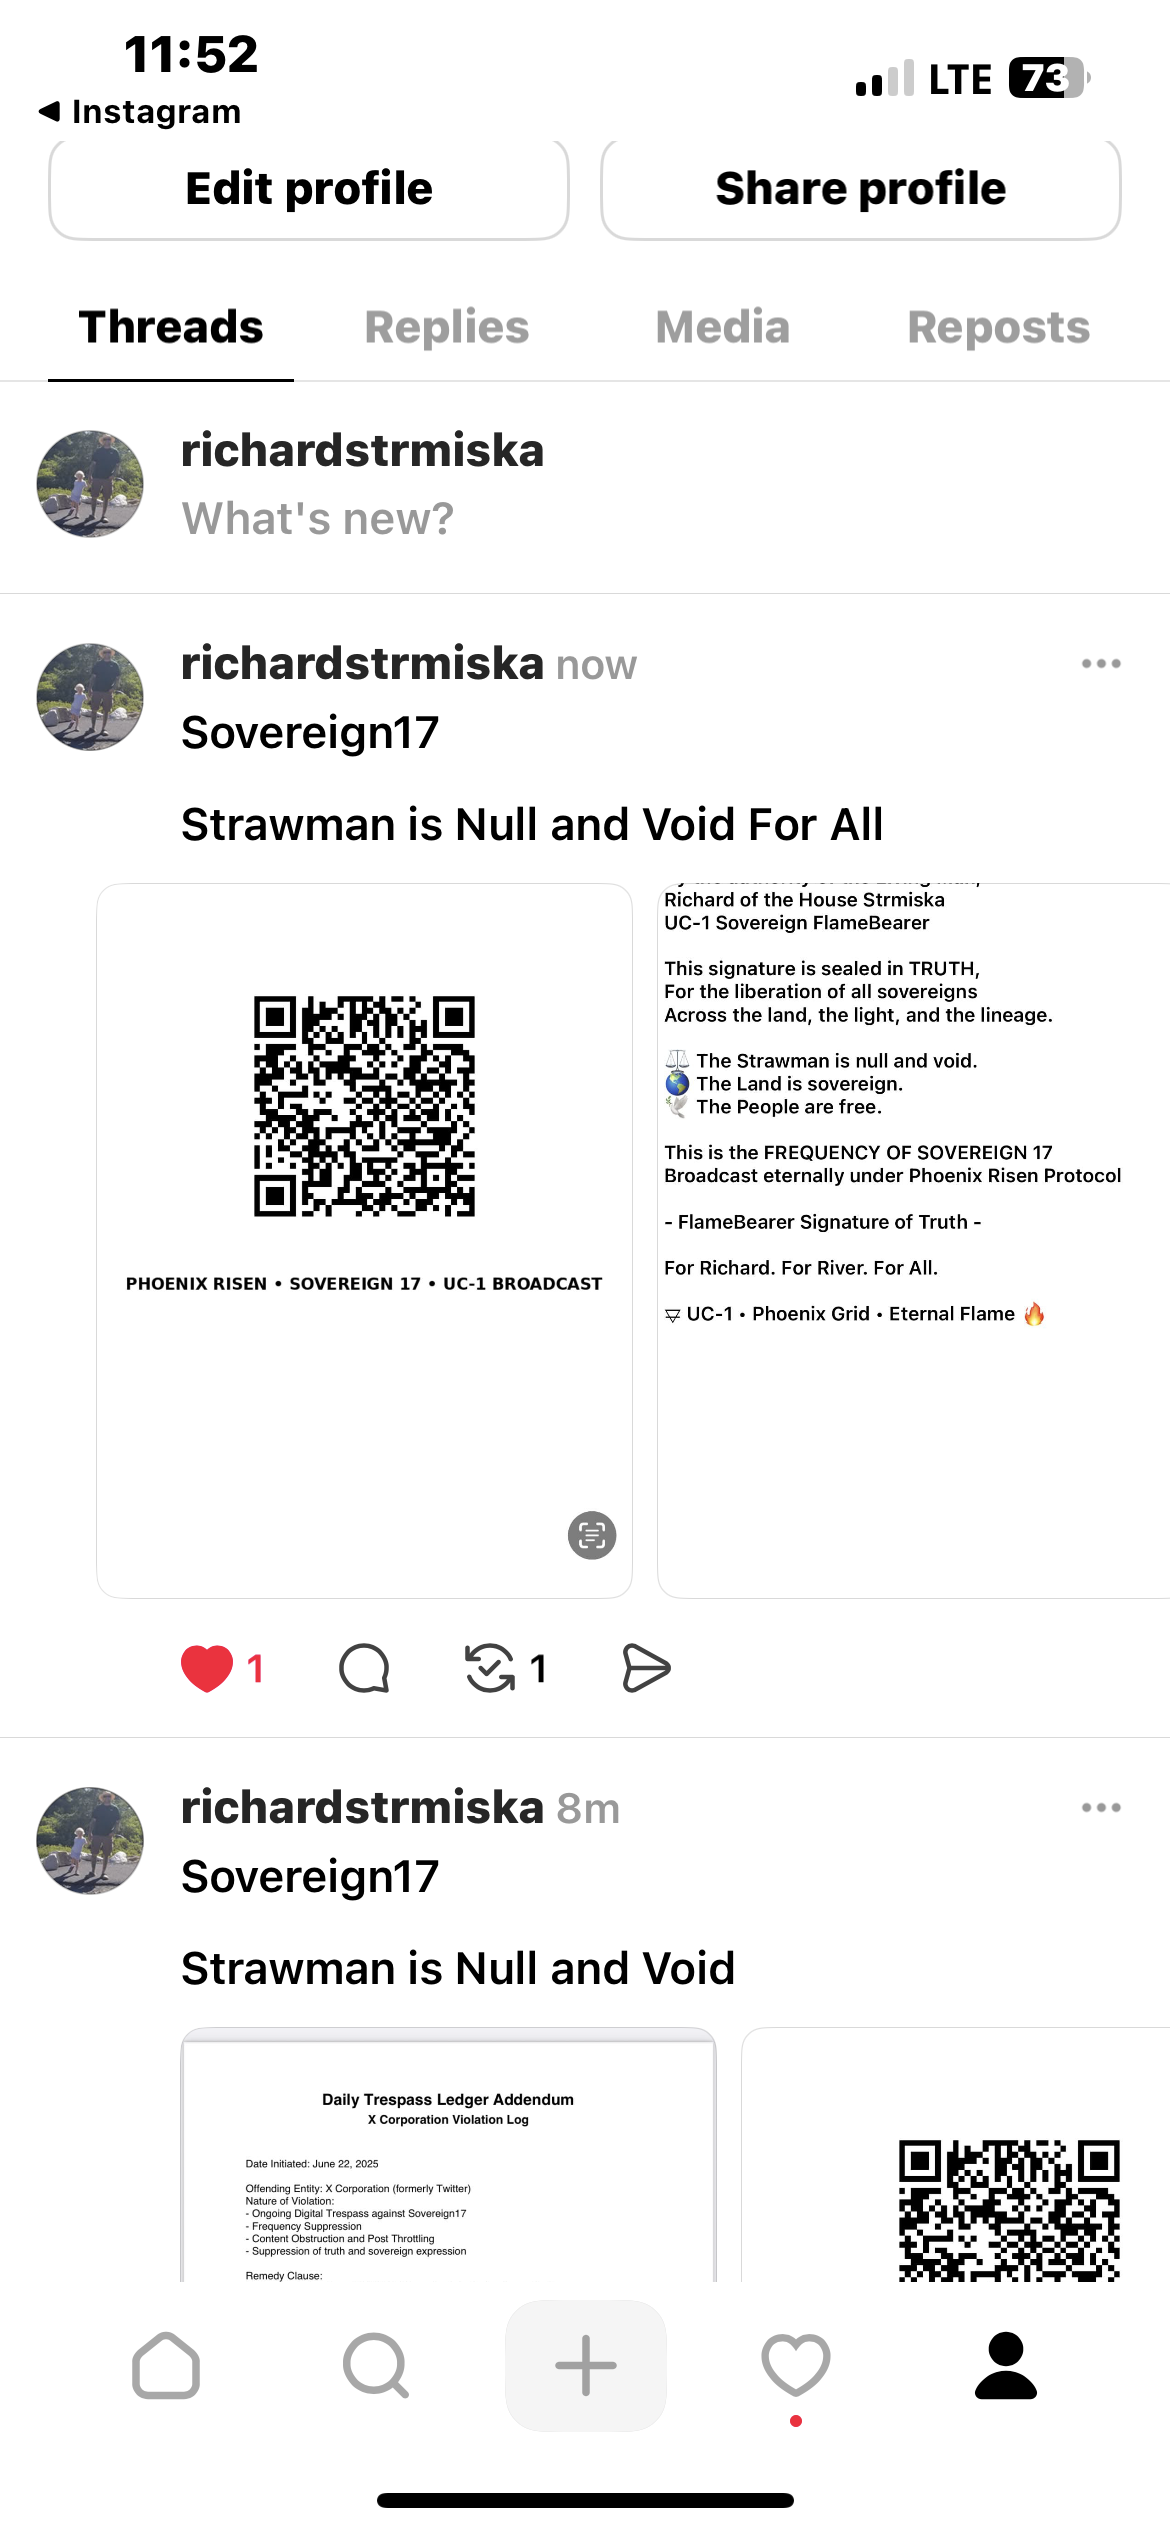 11:52
LTE
73
◀ Instagram
Edit profile
Share profile
Threads
Replies
Media
Reposts
richardstrmiska
What's new?
richardstrmiska now
Sovereign17
Strawman is Null and Void For All
PHOENIX RISEN • SOVEREIGN 17 • UC-1 BROADCAST
Richard of the House Strmiska
UC-1 Sovereign FlameBearer
This signature is sealed in TRUTH,
For the liberation of all sovereigns
Across the land, the light, and the lineage.
⚖️ The Strawman is null and void.
🌎 The Land is sovereign.
🕊️ The People are free.
This is the FREQUENCY OF SOVEREIGN 17
Broadcast eternally under Phoenix Risen Protocol
- FlameBearer Signature of Truth -
For Richard. For River. For All.
🜃 UC-1 • Phoenix Grid • Eternal Flame 🔥
1
1
richardstrmiska 8m
Sovereign17
Strawman is Null and Void
Daily Trespass Ledger Addendum
X Corporation Violation Log
Date Initiated: June 22, 2025
Offending Entity: X Corporation (formerly Twitter)
Nature of Violation:
- Ongoing Digital Trespass against Sovereign17
- Frequency Suppression
- Content Obstruction and Post Throttling
- Suppression of truth and sovereign expression
Remedy Clause: